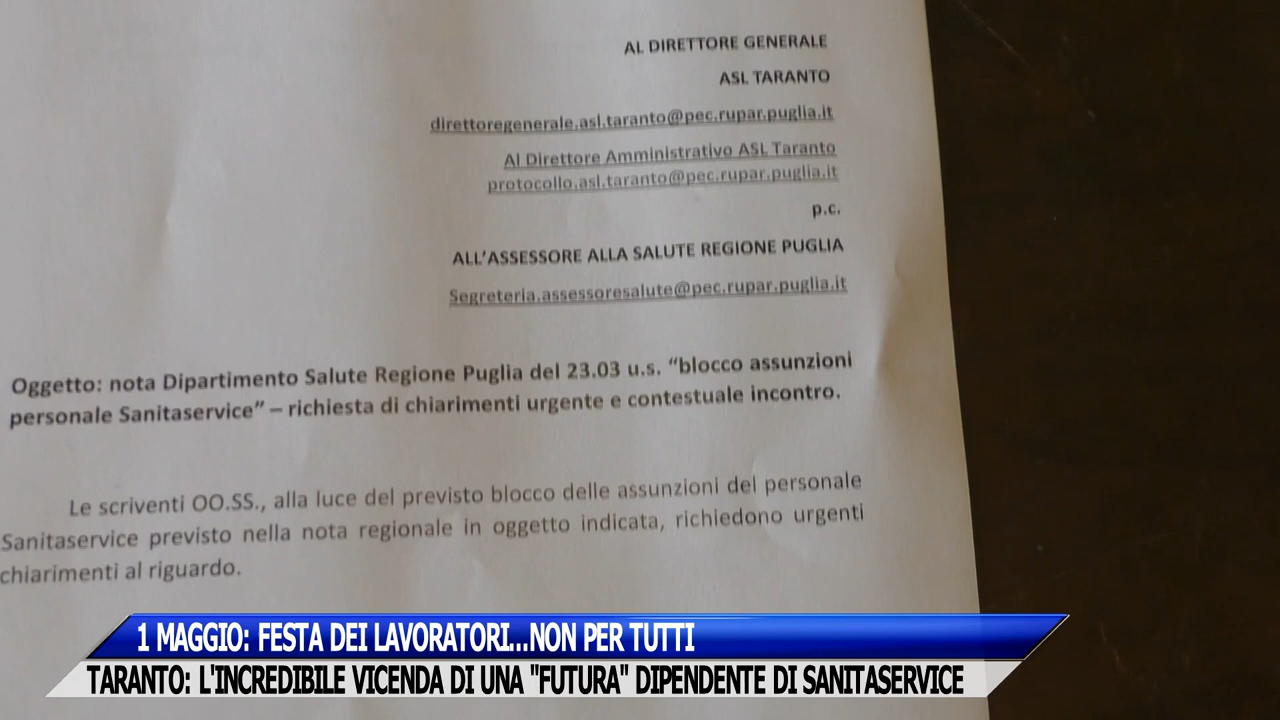 AL DIRETTORE GENERALE
ASL TARANTO
direttoregenerale.asl.taranto@pec.rupar.puglia.it
Al Direttore Amministrativo ASL Taranto
protocollo.asl.taranto@pec.rupar.puglia.it
p.c.
ALL'ASSESSORE ALLA SALUTE REGIONE PUGLIA
Segreteria.assessoresalute@pec.rupar.puglia.it
Oggetto: nota Dipartimento Salute Regione Puglia del 23.03 u.s. “blocco assunzioni
personale Sanitaservice” – richiesta di chiarimenti urgente e contestuale incontro.
Le scriventi OO.SS., alla luce del previsto blocco delle assunzioni del personale
Sanitaservice previsto nella nota regionale in oggetto indicata, richiedono urgenti
chiarimenti al riguardo.
1 MAGGIO: FESTA DEI LAVORATORI...NON PER TUTTI
TARANTO: L'INCREDIBILE VICENDA DI UNA "FUTURA" DIPENDENTE DI SANITASERVICE